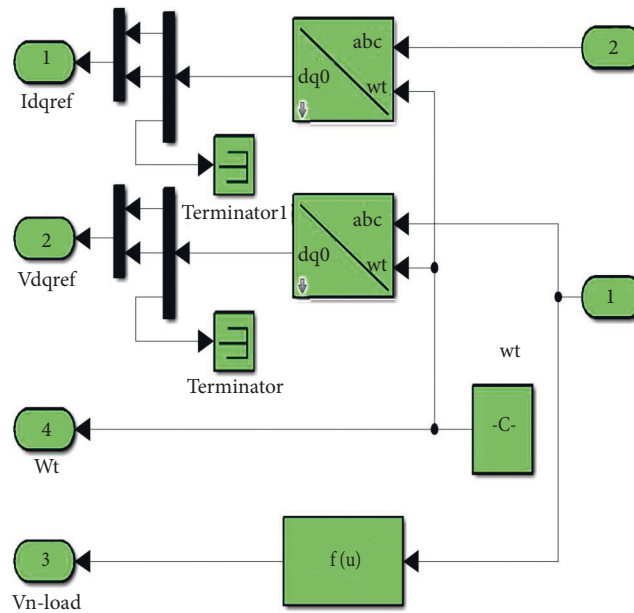 1
Idqref
abc
dq0
wt
2
Terminator1
2
Vdqref
abc
dq0
wt
1
Terminator
wt
4
Wt
-C-
3
Vn-load
f (u)